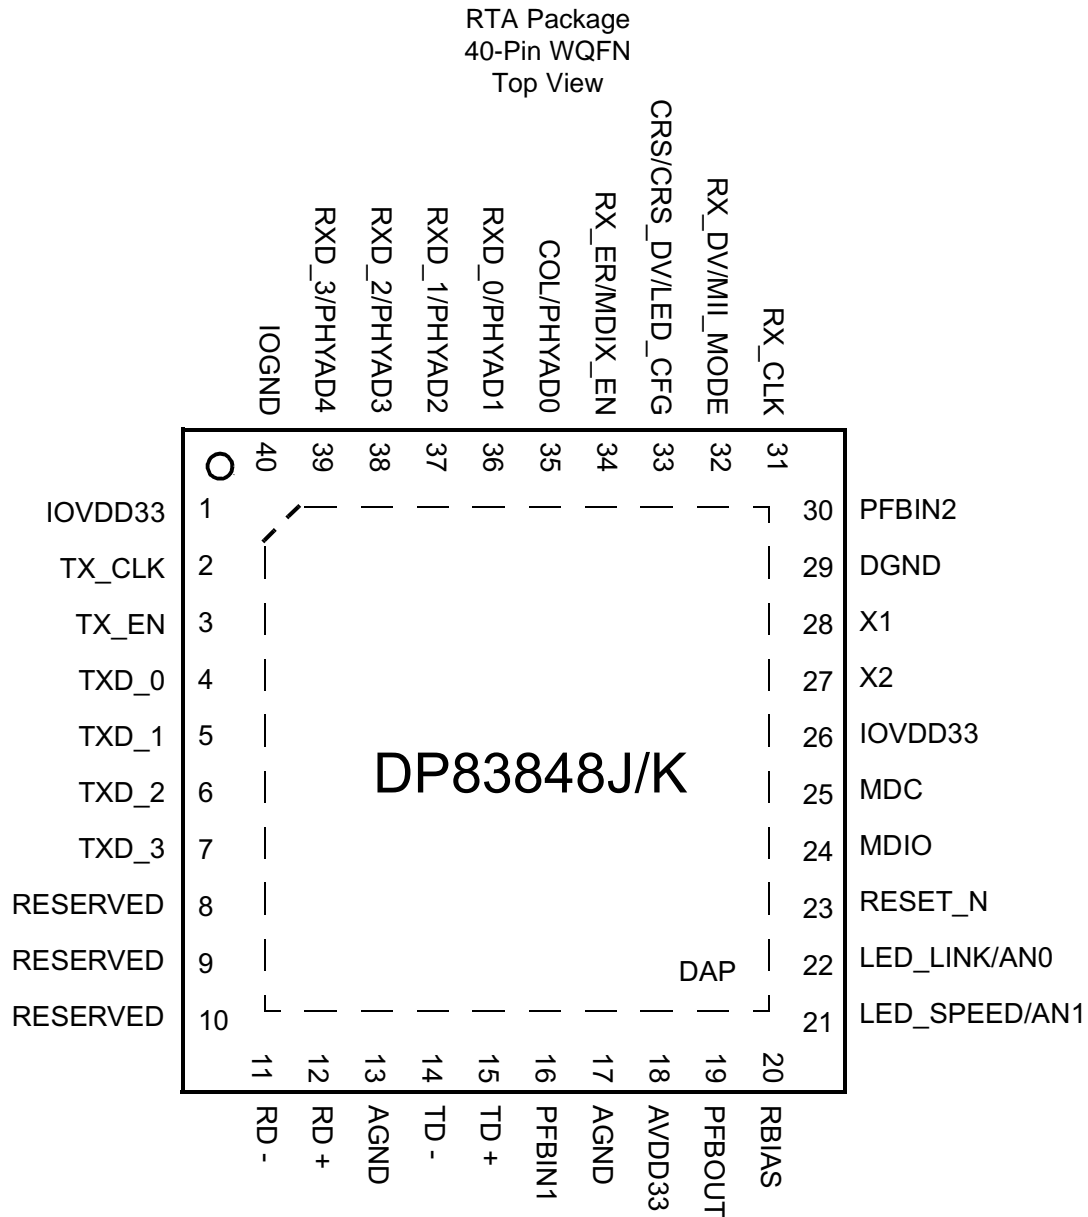 RTA Package
40-Pin WQFN
Top View
IOGND
RXD_3/PHYAD4
RXD_2/PHYAD3
RXD_1/PHYAD2
RXD_0/PHYAD1
COL/PHYAD0
RX_ER/MDIX_EN
CRS/CRS_DV/LED_CFG
RX_DV/MII_MODE
RX_CLK
40
39
38
37
36
35
34
33
32
31
IOVDD33 1
TX_CLK 2
TX_EN 3
TXD_0 4
TXD_1 5
TXD_2 6
TXD_3 7
RESERVED 8
RESERVED 9
RESERVED 10
DP83848J/K
DAP
30 PFBIN2
29 DGND
28 X1
27 X2
26 IOVDD33
25 MDC
24 MDIO
23 RESET_N
22 LED_LINK/AN0
21 LED_SPEED/AN1
11
12
13
14
15
16
17
18
19
20
RD -
RD +
AGND
TD -
TD +
PFBIN1
AGND
AVDD33
PFBOUT
RBIAS